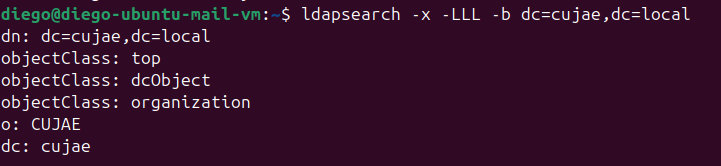 diego@diego-ubuntu-mail-vm:~$ ldapsearch -x -LLL -b dc=cujae,dc=local
dn: dc=cujae,dc=local
objectClass: top
objectClass: dcObject
objectClass: organization
o: CUJAE
dc: cujae